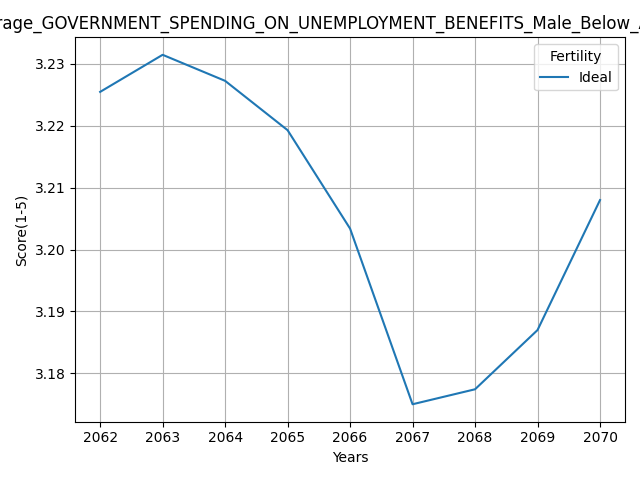 rage_GOVERNMENT_SPENDING_ON_UNEMPLOYMENT_BENEFITS_Male_Below_
Fertility
Ideal
3.23
3.22
3.21
3.20
3.19
3.18
Score(1-5)
2062 2063 2064 2065 2066 2067 2068 2069 2070
Years